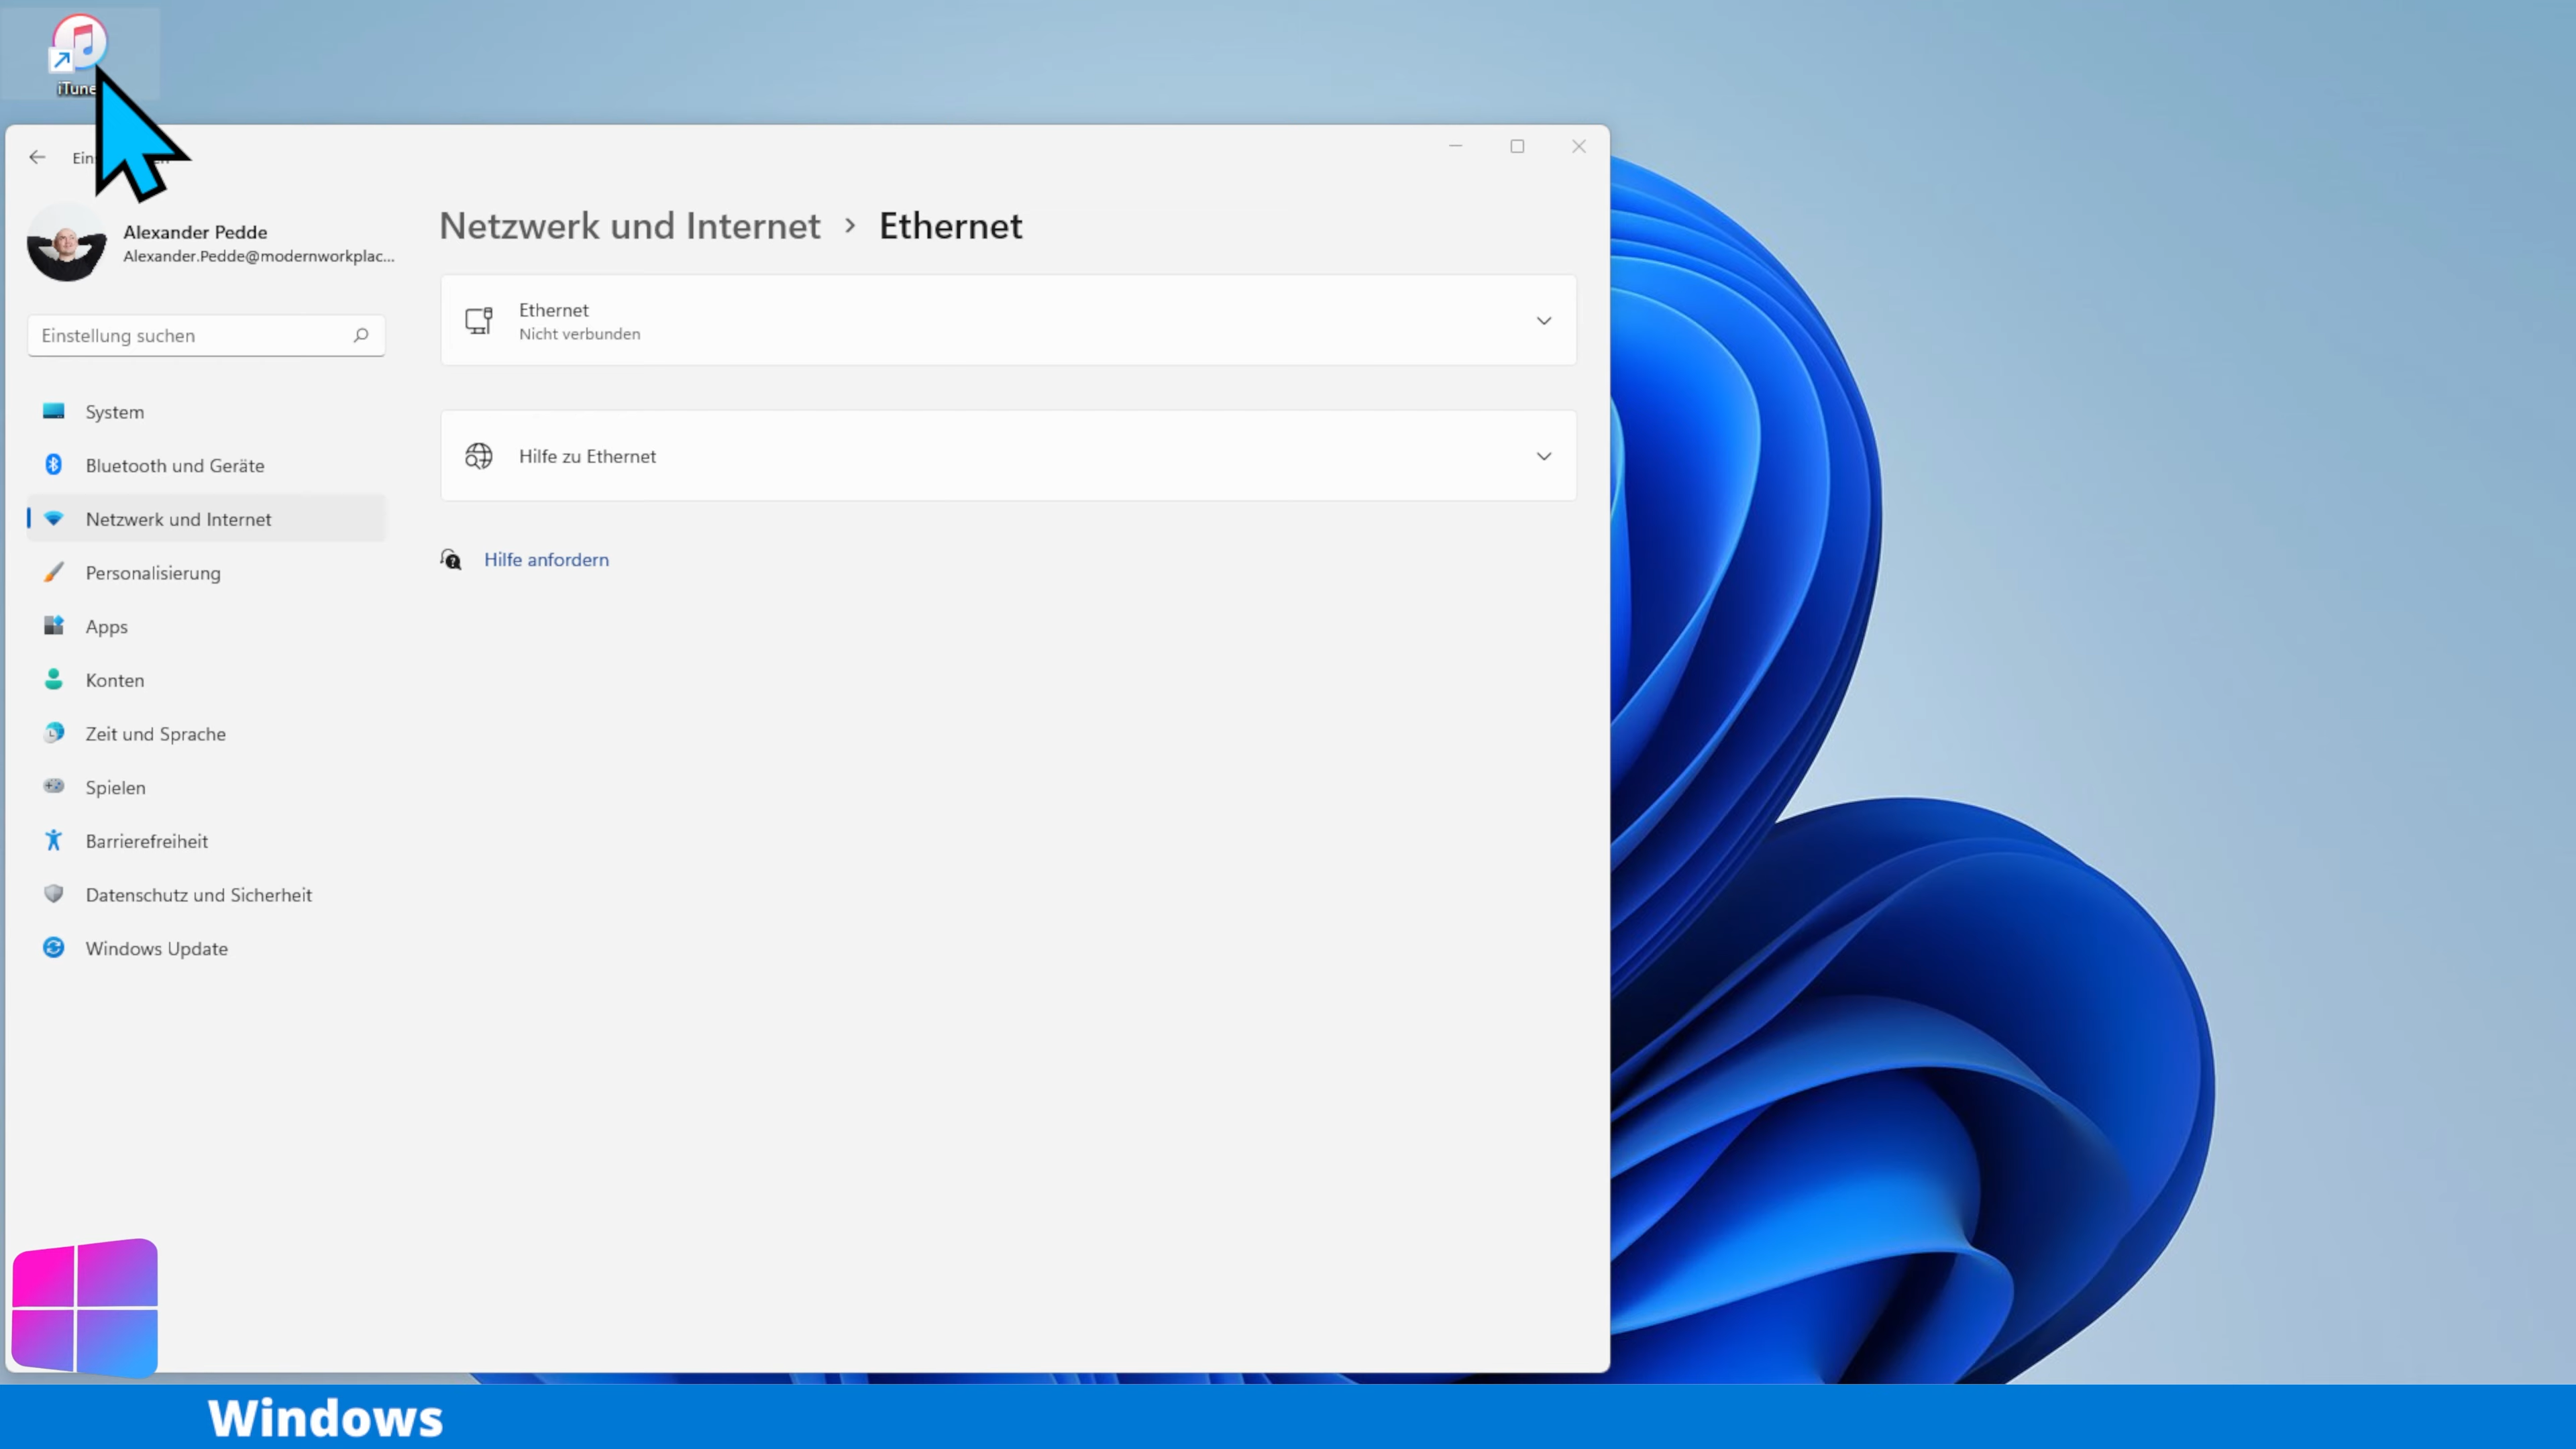 Alexander Pedde
Alexander.Pedde@modernworkplac...
Einstellung suchen
System
Bluetooth und Geräte
Netzwerk und Internet
Personalisierung
Apps
Konten
Zeit und Sprache
Spielen
Barrierefreiheit
Datenschutz und Sicherheit
Windows Update
Netzwerk und Internet › Ethernet
Ethernet
Nicht verbunden
Hilfe zu Ethernet
Hilfe anfordern
Windows